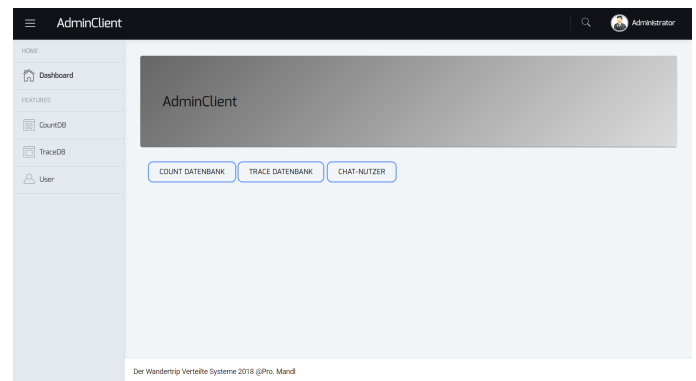 AdminClient
Administrator
HOME
Dashboard
FEATURES
CountDB
TraceDB
User
AdminClient
COUNT DATENBANK
TRACE DATENBANK
CHAT-NUTZER
Der Wandertrip Verteilte Systeme 2018 @Pro. Mandl